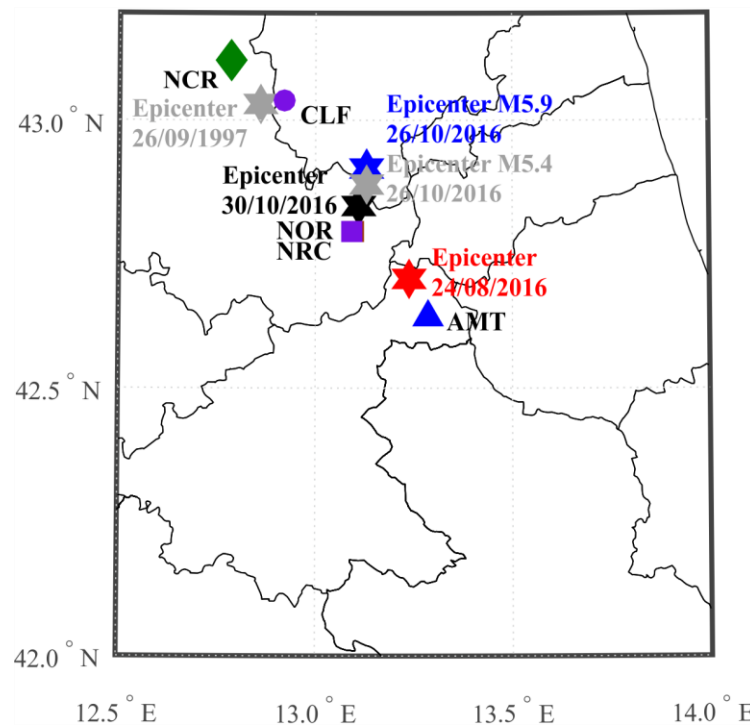 NCR
Epicenter
26/09/1997
CLF
43.0° N
Epicenter M5.9
26/10/2016
Epicenter M5.4
26/10/2016
Epicenter
30/10/2016
NOR
NRC
Epicenter
24/08/2016
AMT
42.5° N
42.0° N
12.5° E
13.0° E
13.5° E
14.0° E